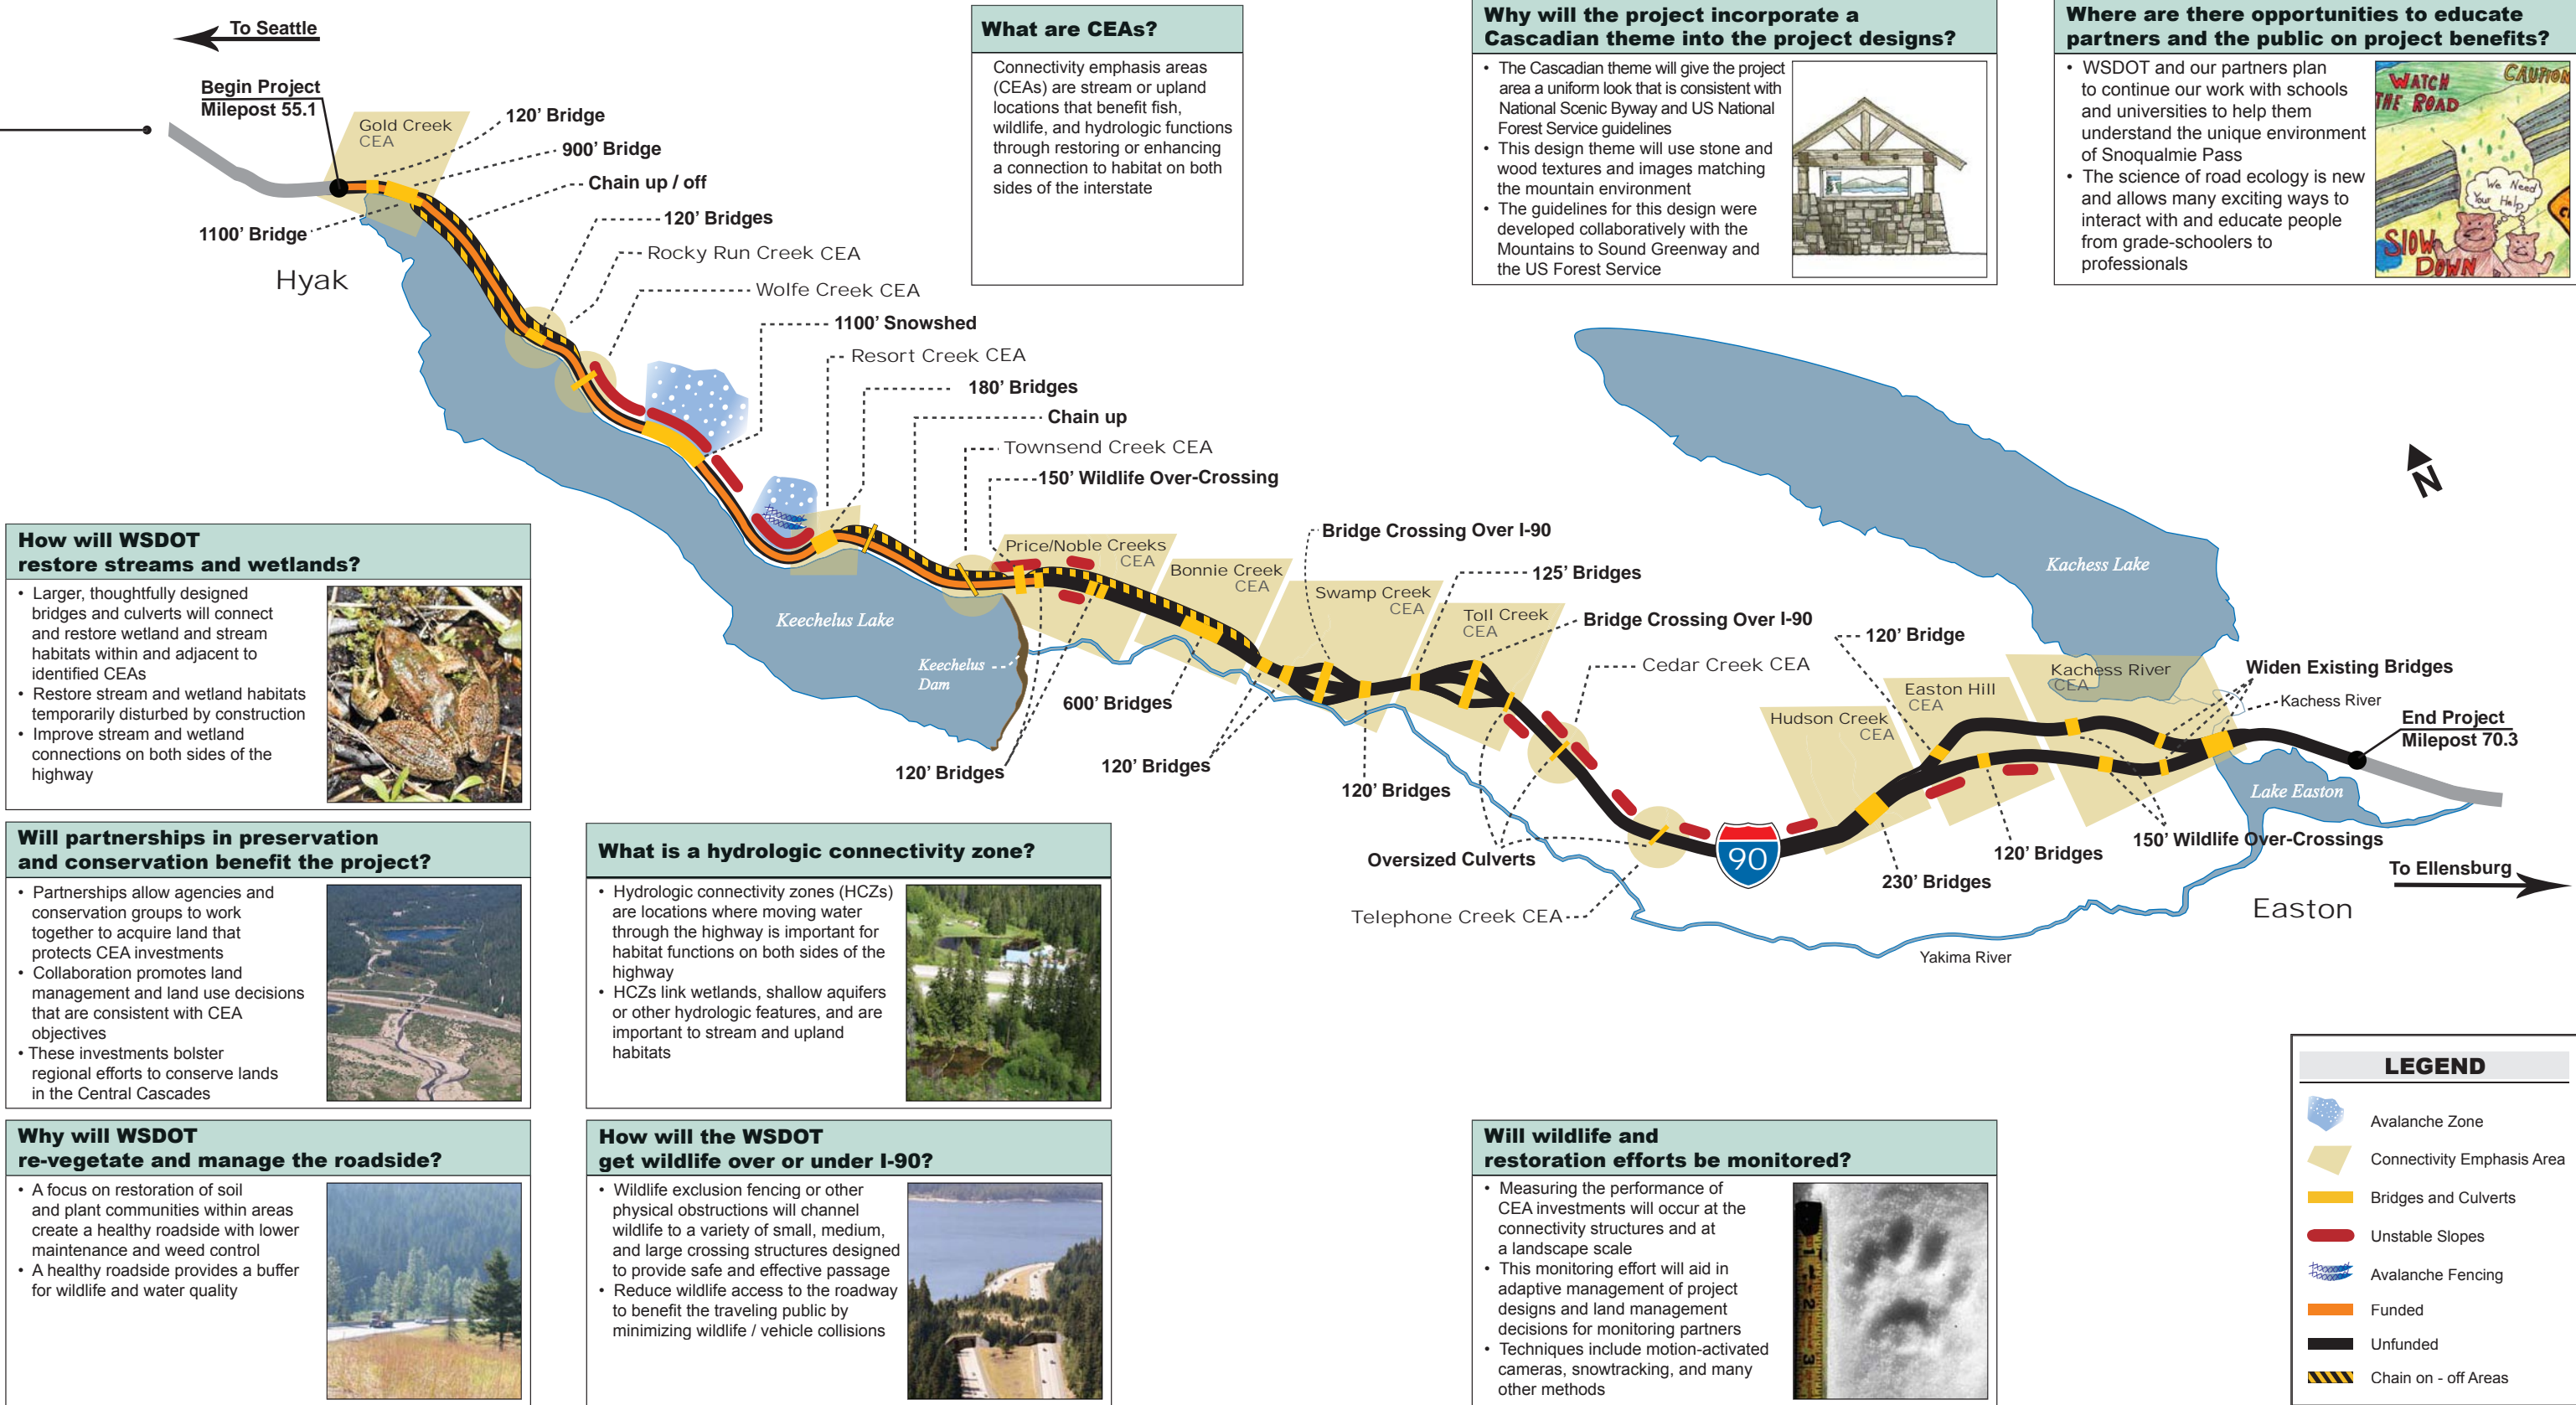 To Seattle
Begin Project
Milepost 55.1
Gold Creek
CEA
120’ Bridge
900’ Bridge
Chain up / off
1100’ Bridge
Hyak
120’ Bridges
Rocky Run Creek CEA
Wolfe Creek CEA
1100’ Snowshed
Resort Creek CEA
180’ Bridges
Chain up
Townsend Creek CEA
150’ Wildlife Over-Crossing
What are CEAs?
Connectivity emphasis areas
(CEAs) are stream or upland
locations that benefit fish,
wildlife, and hydrologic functions
through restoring or enhancing
a connection to habitat on both
sides of the interstate
Why will the project incorporate a
Cascadian theme into the project designs?
• The Cascadian theme will give the project
area a uniform look that is consistent with
National Scenic Byway and US National
Forest Service guidelines
• This design theme will use stone and
wood textures and images matching
the mountain environment
• The guidelines for this design were
developed collaboratively with the
Mountains to Sound Greenway and
the US Forest Service
Where are there opportunities to educate
partners and the public on project benefits?
• WSDOT and our partners plan
to continue our work with schools
and universities to help them
understand the unique environment
of Snoqualmie Pass
• The science of road ecology is new
and allows many exciting ways to
interact with and educate people
from grade-schoolers to
professionals
WATCH
THE ROAD
CAUTION
We Need
Your Help
SLOW
DOWN
N
Keechelus Lake
Keechelus
Dam
Price/Noble Creeks
CEA
Bonnie Creek
CEA
Swamp Creek
CEA
Toll Creek
CEA
Bridge Crossing Over I-90
125’ Bridges
Bridge Crossing Over I-90
Cedar Creek CEA
600’ Bridges
120’ Bridges
120’ Bridges
120’ Bridges
Oversized Culverts
Telephone Creek CEA
90
Kachess Lake
120’ Bridge
Hudson Creek
CEA
Easton Hill
CEA
Kachess River
CEA
Widen Existing Bridges
Kachess River
End Project
Milepost 70.3
Lake Easton
150’ Wildlife Over-Crossings
120’ Bridges
230’ Bridges
To Ellensburg
Easton
Yakima River
How will WSDOT
restore streams and wetlands?
• Larger, thoughtfully designed
bridges and culverts will connect
and restore wetland and stream
habitats within and adjacent to
identified CEAs
• Restore stream and wetland habitats
temporarily disturbed by construction
• Improve stream and wetland
connections on both sides of the
highway
Will partnerships in preservation
and conservation benefit the project?
• Partnerships allow agencies and
conservation groups to work
together to acquire land that
protects CEA investments
• Collaboration promotes land
management and land use decisions
that are consistent with CEA
objectives
• These investments bolster
regional efforts to conserve lands
in the Central Cascades
What is a hydrologic connectivity zone?
• Hydrologic connectivity zones (HCZs)
are locations where moving water
through the highway is important for
habitat functions on both sides of the
highway
• HCZs link wetlands, shallow aquifers
or other hydrologic features, and are
important to stream and upland
habitats
Why will WSDOT
re-vegetate and manage the roadside?
• A focus on restoration of soil
and plant communities within areas
create a healthy roadside with lower
maintenance and weed control
• A healthy roadside provides a buffer
for wildlife and water quality
How will the WSDOT
get wildlife over or under I-90?
• Wildlife exclusion fencing or other
physical obstructions will channel
wildlife to a variety of small, medium,
and large crossing structures designed
to provide safe and effective passage
• Reduce wildlife access to the roadway
to benefit the traveling public by
minimizing wildlife / vehicle collisions
Will wildlife and
restoration efforts be monitored?
• Measuring the performance of
CEA investments will occur at the
connectivity structures and at
a landscape scale
• This monitoring effort will aid in
adaptive management of project
designs and land management
decisions for monitoring partners
• Techniques include motion-activated
cameras, snowtracking, and many
other methods
1
2
3
LEGEND
Avalanche Zone
Connectivity Emphasis Area
Bridges and Culverts
Unstable Slopes
Avalanche Fencing
Funded
Unfunded
Chain on - off Areas